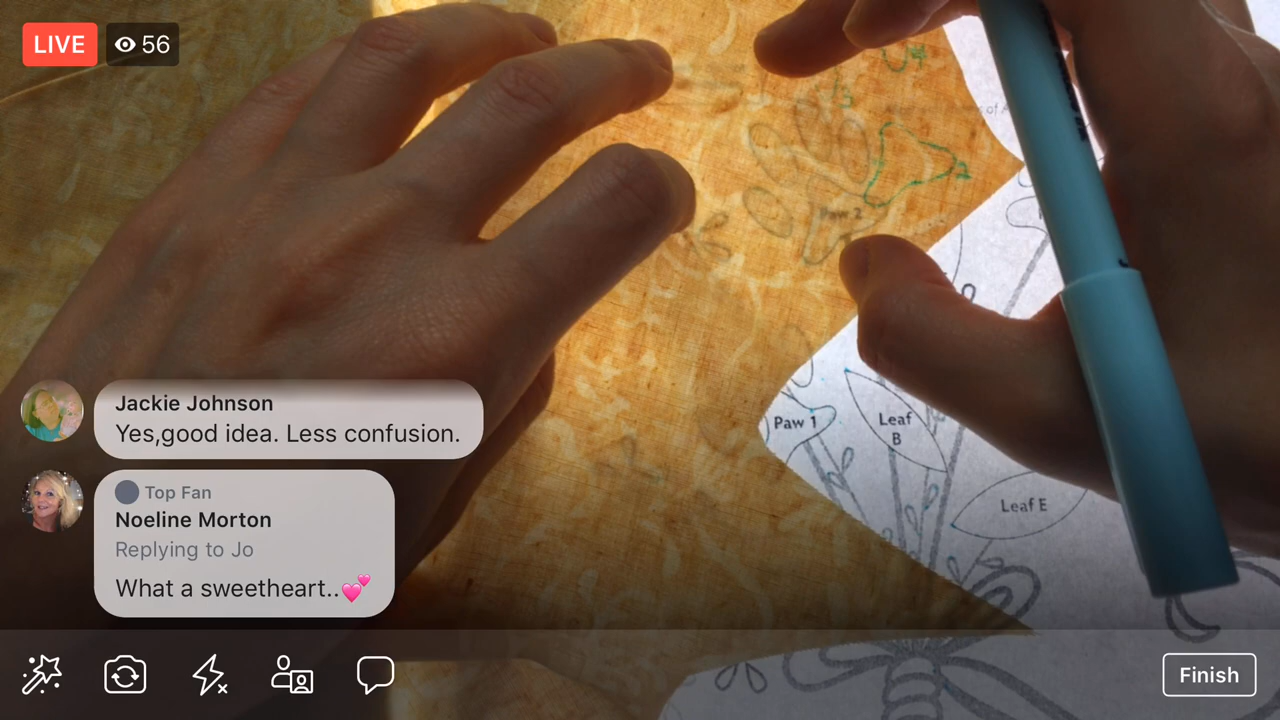 LIVE
56
Paw 2
Paw 1
Leaf
B
Leaf E
Jackie Johnson
Yes,good idea. Less confusion.
Top Fan
Noeline Morton
Replying to Jo
What a sweetheart..💕
Finish